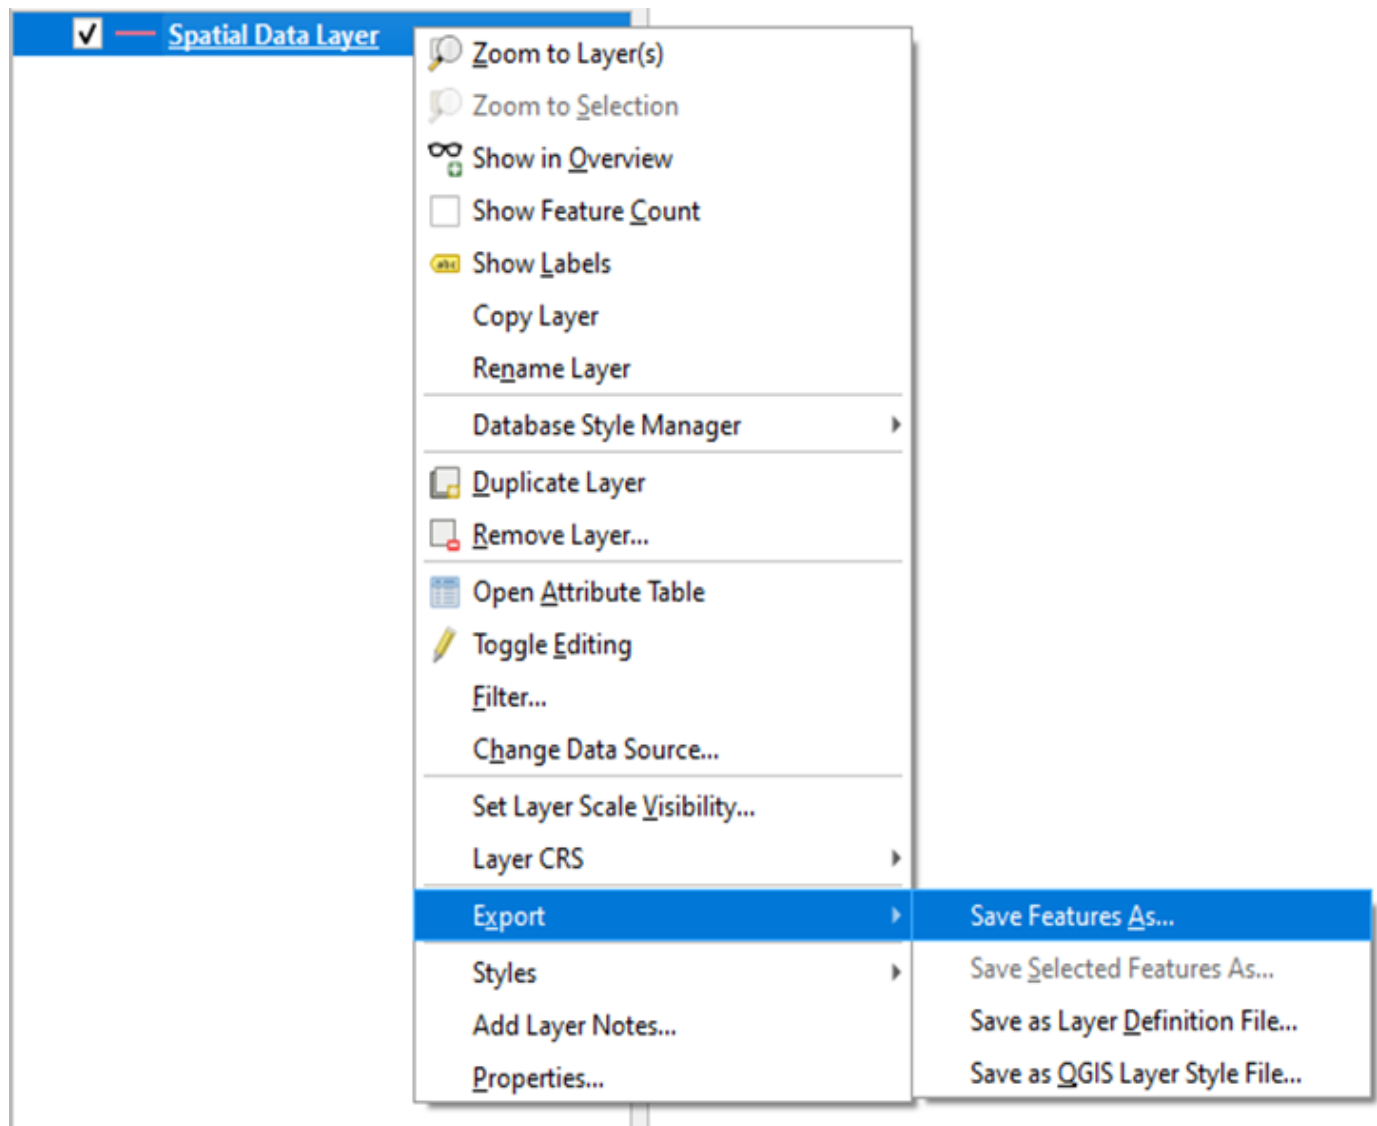 Spatial Data Layer
Zoom to Layer(s)
Zoom to Selection
Show in Overview
Show Feature Count
abc Show Labels
Copy Layer
Rename Layer
Database Style Manager
Duplicate Layer
Remove Layer...
Open Attribute Table
Toggle Editing
Filter...
Change Data Source...
Set Layer Scale Visibility...
Layer CRS
Export
Save Features As...
Styles
Save Selected Features As...
Add Layer Notes...
Save as Layer Definition File...
Properties...
Save as QGIS Layer Style File...